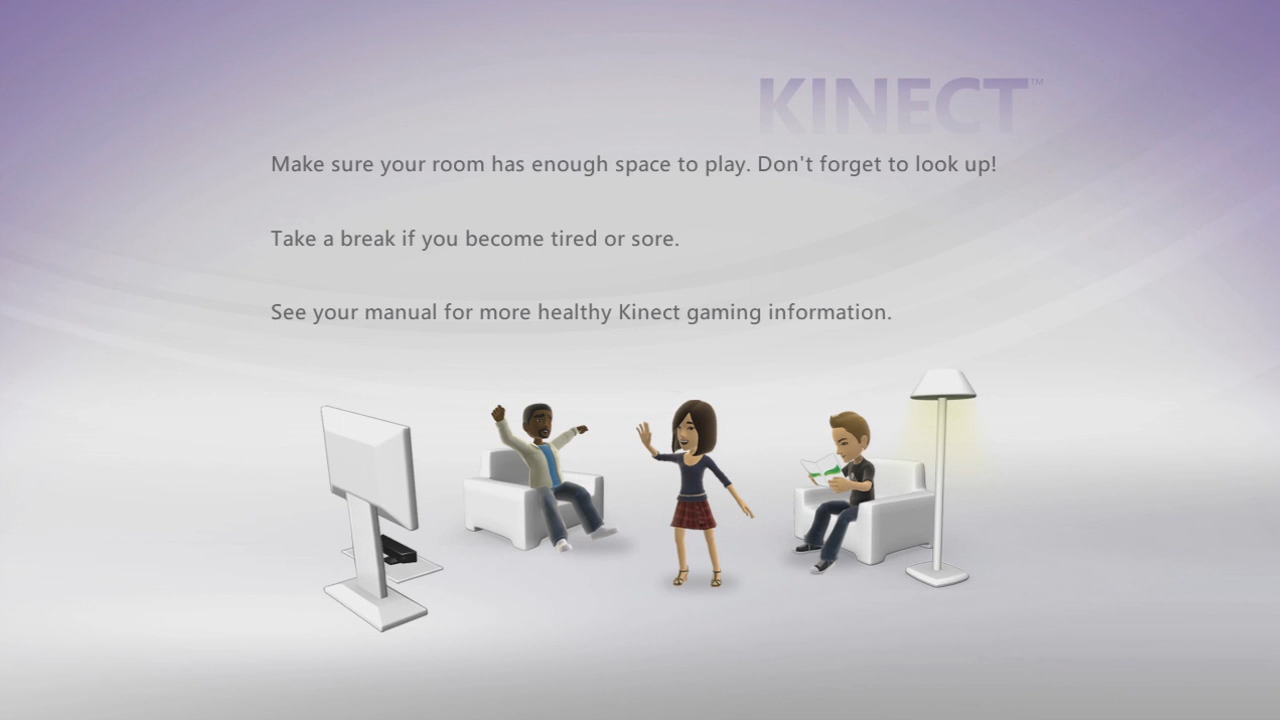 KINECT™
Make sure your room has enough space to play. Don't forget to look up!
Take a break if you become tired or sore.
See your manual for more healthy Kinect gaming information.